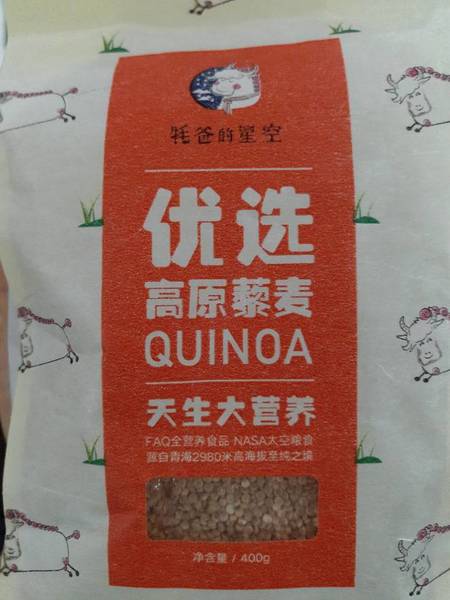 牦爸的星空
优选
高原藜麦
QUINOA
天生大营养
FAQ全营养食品 NASA太空粮食
源自青海2980米高海拔至纯之境
净含量 / 400g